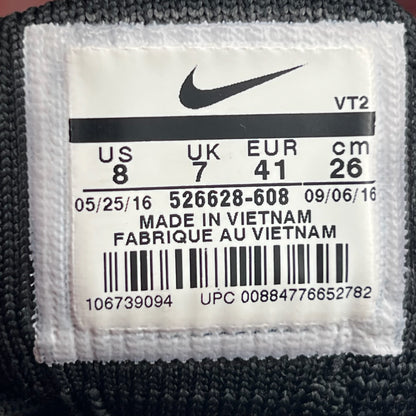 VT2
US UK EUR cm
8 7 41 26
05/25/16 526628-608 09/06/16
MADE IN VIETNAM
FABRIQUE AU VIETNAM
106739094 UPC 00884776652782